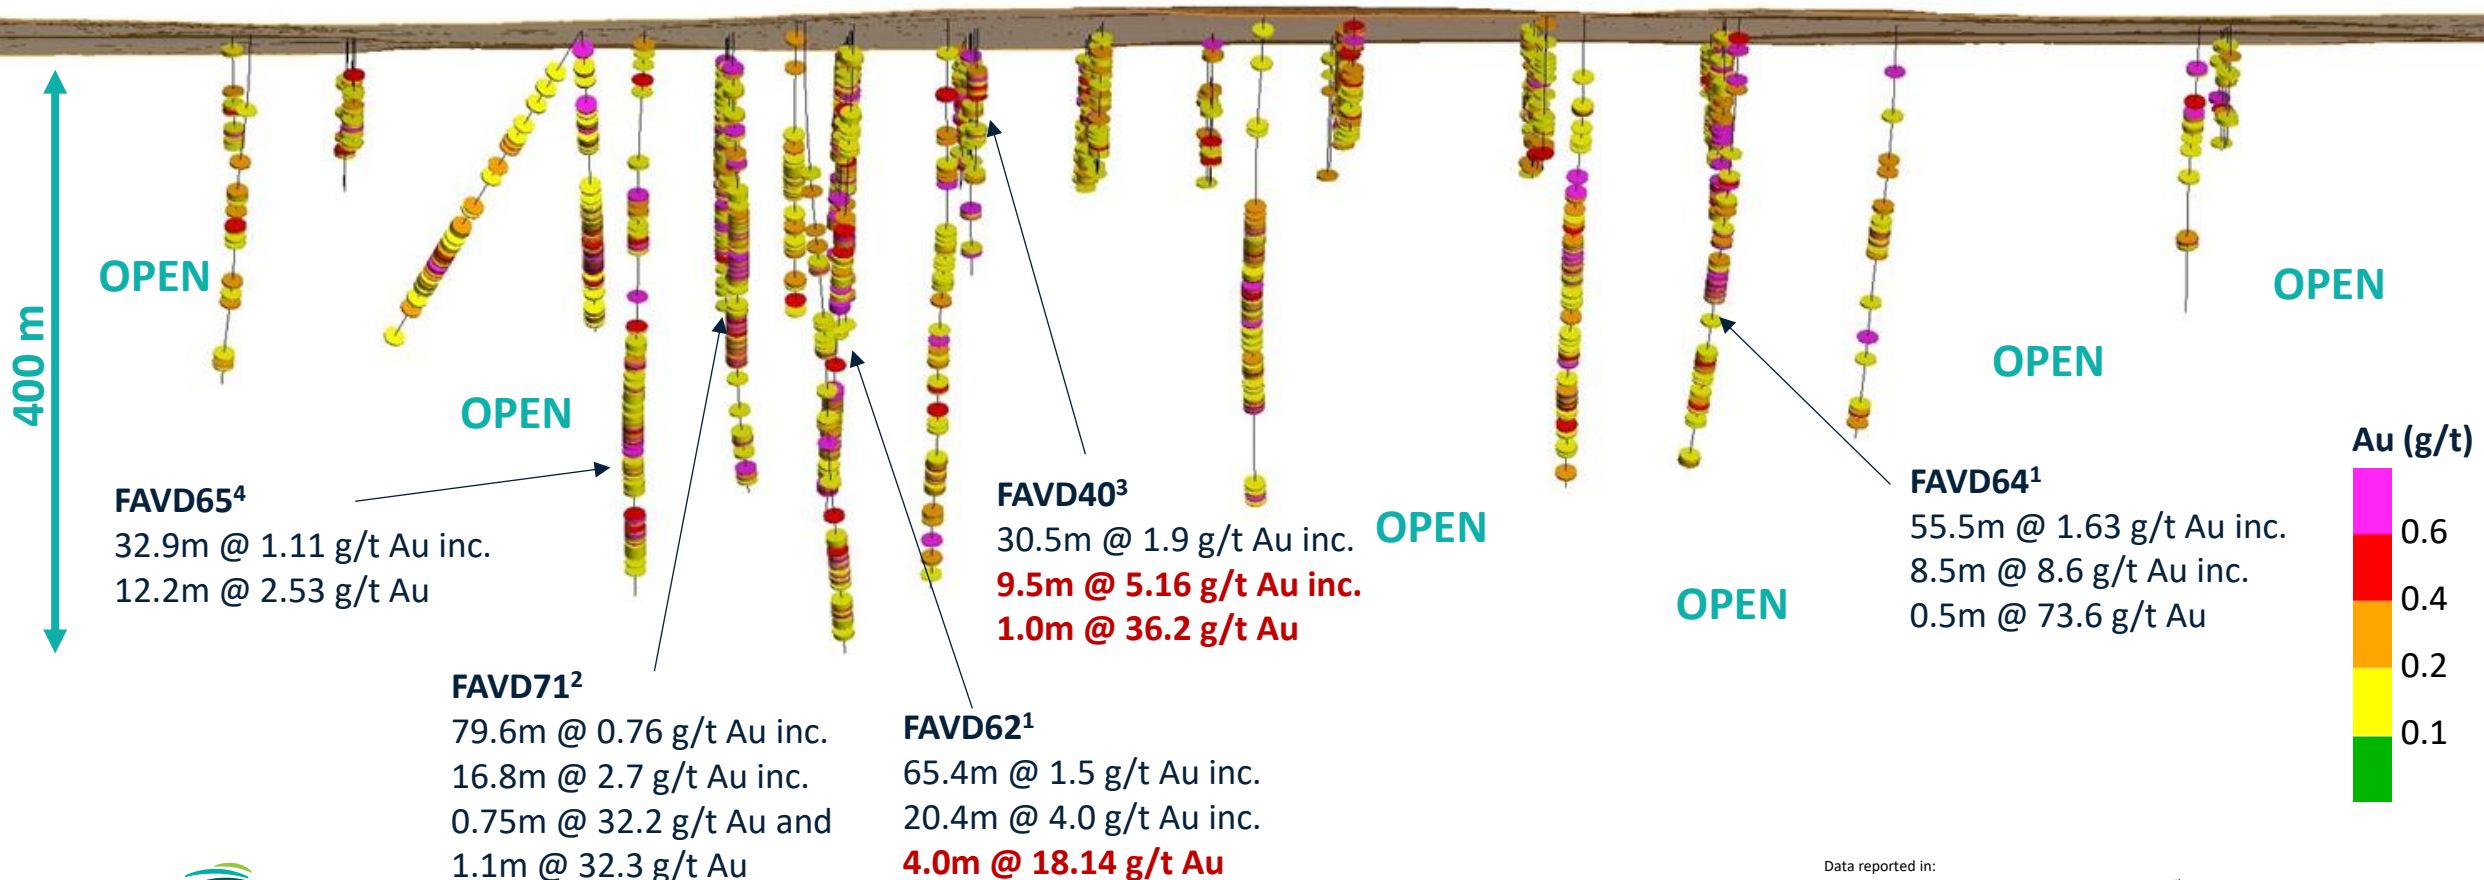 OPEN
400 m
OPEN
OPEN
OPEN
OPEN
OPEN
FAVD65⁴
32.9m @ 1.11 g/t Au inc.
12.2m @ 2.53 g/t Au
FAVD71²
79.6m @ 0.76 g/t Au inc.
16.8m @ 2.7 g/t Au inc.
0.75m @ 32.2 g/t Au and
1.1m @ 32.3 g/t Au
FAVD62¹
65.4m @ 1.5 g/t Au inc.
20.4m @ 4.0 g/t Au inc.
4.0m @ 18.14 g/t Au
FAVD40³
30.5m @ 1.9 g/t Au inc.
9.5m @ 5.16 g/t Au inc.
1.0m @ 36.2 g/t Au
FAVD64¹
55.5m @ 1.63 g/t Au inc.
8.5m @ 8.6 g/t Au inc.
0.5m @ 73.6 g/t Au
Au (g/t)
0.6
0.4
0.2
0.1
Data reported in: